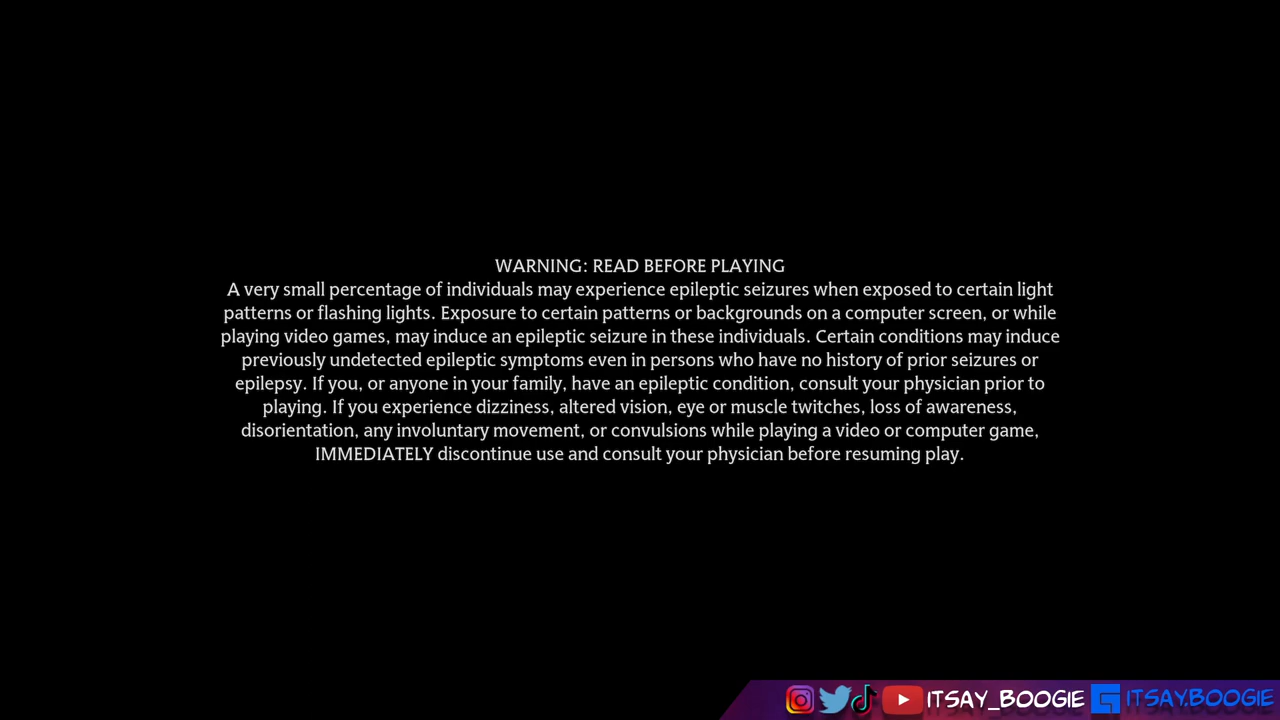 WARNING: READ BEFORE PLAYING
A very small percentage of individuals may experience epileptic seizures when exposed to certain light
patterns or flashing lights. Exposure to certain patterns or backgrounds on a computer screen, or while
playing video games, may induce an epileptic seizure in these individuals. Certain conditions may induce
previously undetected epileptic symptoms even in persons who have no history of prior seizures or
epilepsy. If you, or anyone in your family, have an epileptic condition, consult your physician prior to
playing. If you experience dizziness, altered vision, eye or muscle twitches, loss of awareness,
disorientation, any involuntary movement, or convulsions while playing a video or computer game,
IMMEDIATELY discontinue use and consult your physician before resuming play.
ITSAY_BOOGIE ITSAY.BOOGIE